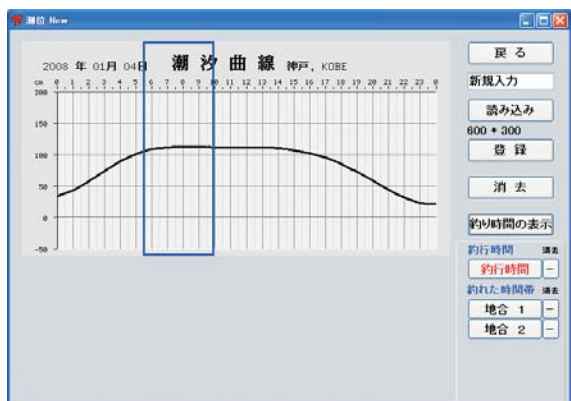 潮位 New
2008 年 01月 04日 潮 汐 曲 線 神戸, KOBE
cm 0 1 2 3 4 5 6 7 8 9 10 11 12 13 14 15 16 17 18 19 20 21 22 23 0
200
150
100
50
0
-50
戻 る
新規入力
読み込み
600 * 300
登 録
消 去
釣り時間の表示
釣行時間 消去
釣行時間 －
釣れた時間帯 消去
地合 1 －
地合 2 －